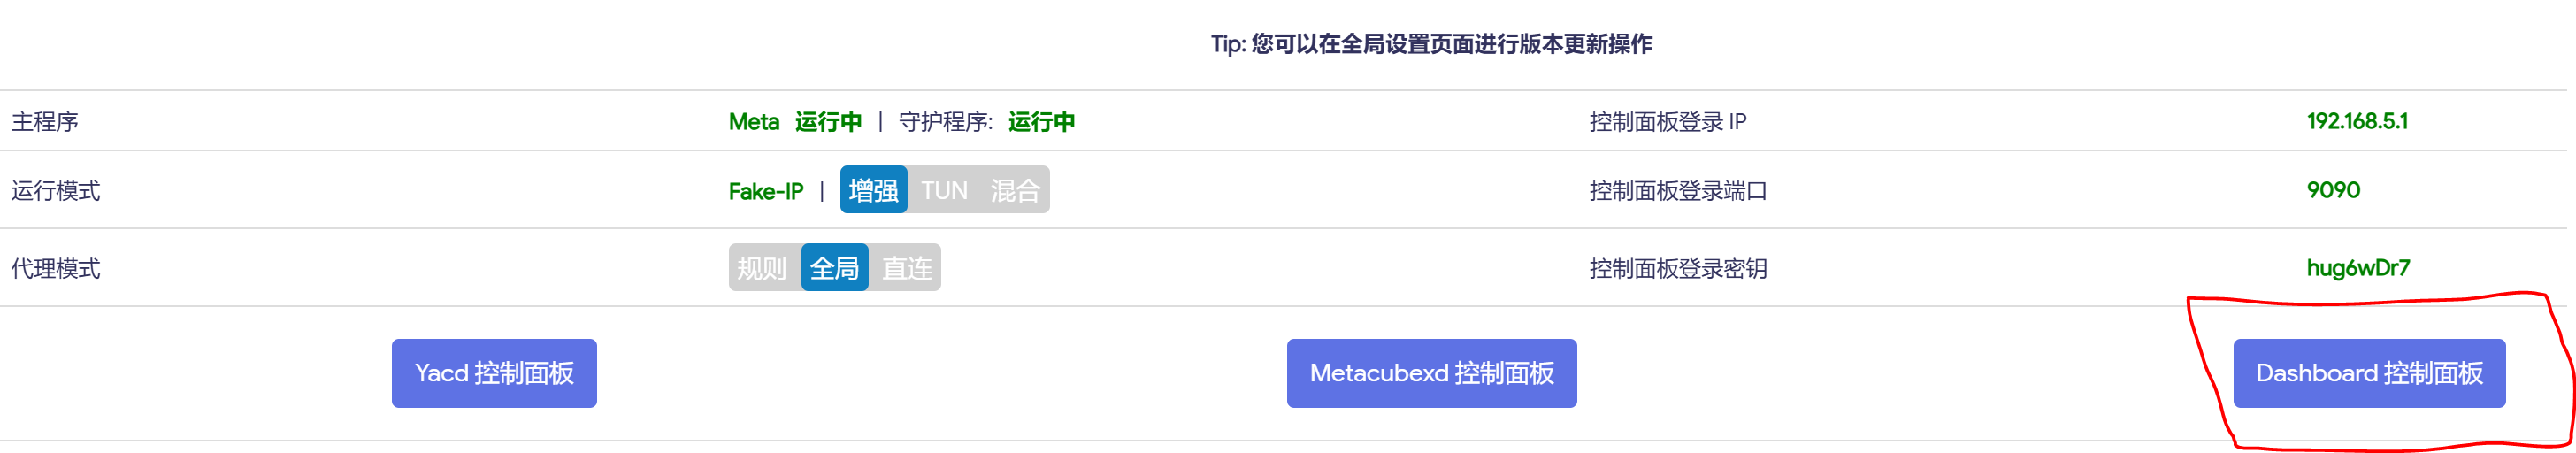 Tip: 您可以在全局设置页面进行版本更新操作
主程序 Meta 运行中 | 守护程序: 运行中 控制面板登录 IP 192.168.5.1
运行模式 Fake-IP | 增强 TUN 混合 控制面板登录端口 9090
代理模式 规则 全局 直连 控制面板登录密钥 hug6wDr7
Yacd 控制面板 Metacubexd 控制面板 Dashboard 控制面板